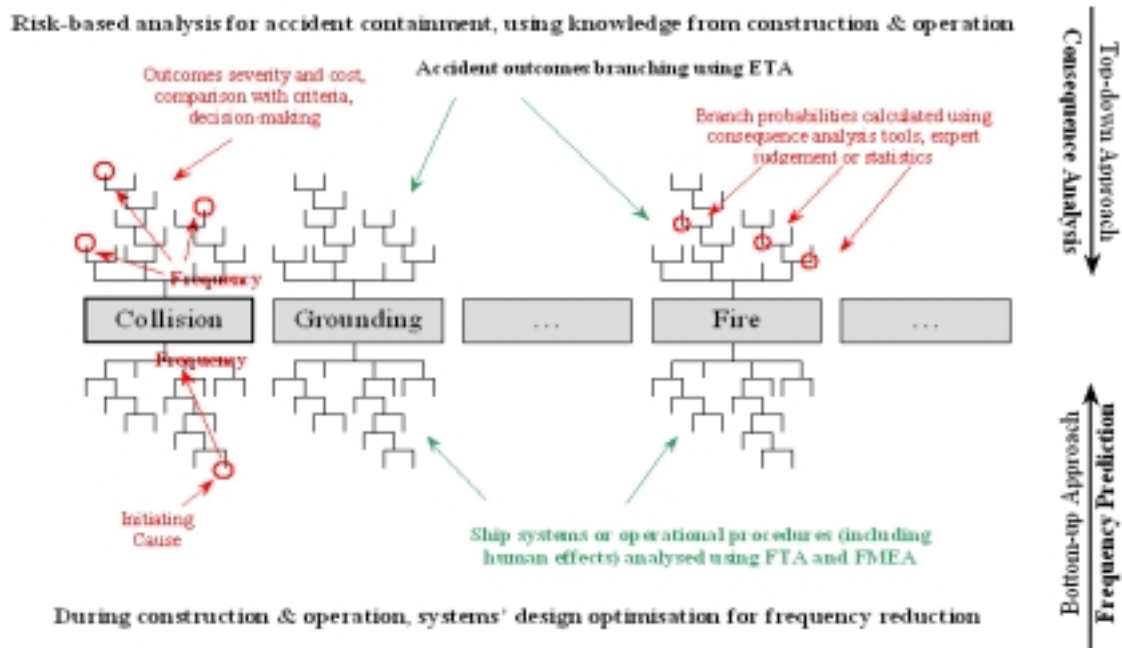 Risk-based analysis for accident containment, using knowledge from construction & operation
Outcomes severity and cost,
comparison with criteria,
decision-making
Accident outcomes branching using ETA
Branch probabilities calculated using
consequence analysis tools, expert
judgement or statistics
Top-down Approach
Consequence Analysis
Frequency
Collision
Grounding
...
Fire
...
Frequency
Initiating
Cause
Ship systems or operational procedures (including
human effects) analysed using FTA and FMEA
Bottom-up Approach
Frequency Prediction
During construction & operation, systems' design optimisation for frequency reduction